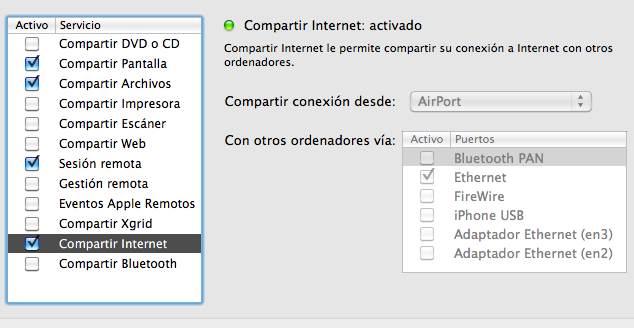 Activo Servicio
Compartir DVD o CD
Compartir Pantalla
Compartir Archivos
Compartir Impresora
Compartir Escáner
Compartir Web
Sesión remota
Gestión remota
Eventos Apple Remotos
Compartir Xgrid
Compartir Internet
Compartir Bluetooth
Compartir Internet: activado
Compartir Internet le permite compartir su conexión a Internet con otros
ordenadores.
Compartir conexión desde: AirPort
Con otros ordenadores vía:
Activo Puertos
Bluetooth PAN
Ethernet
FireWire
iPhone USB
Adaptador Ethernet (en3)
Adaptador Ethernet (en2)